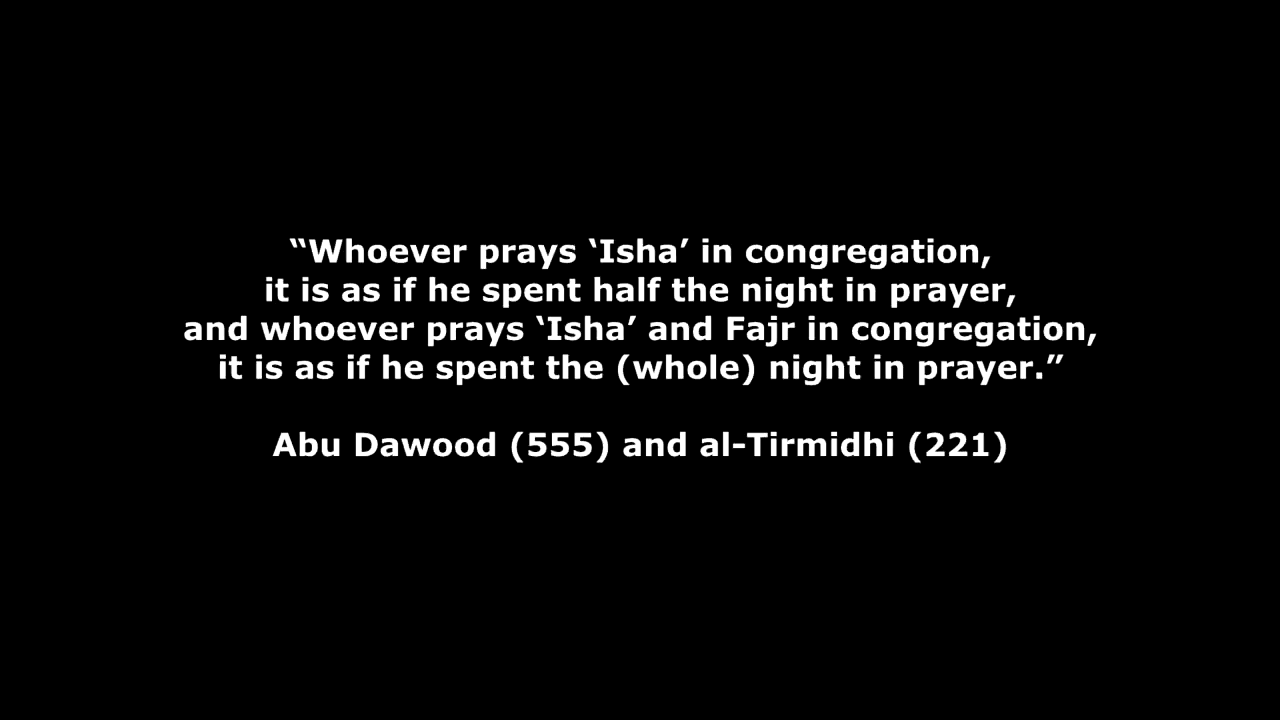 “Whoever prays ‘Isha’ in congregation,
it is as if he spent half the night in prayer,
and whoever prays ‘Isha’ and Fajr in congregation,
it is as if he spent the (whole) night in prayer.”
Abu Dawood (555) and al-Tirmidhi (221)